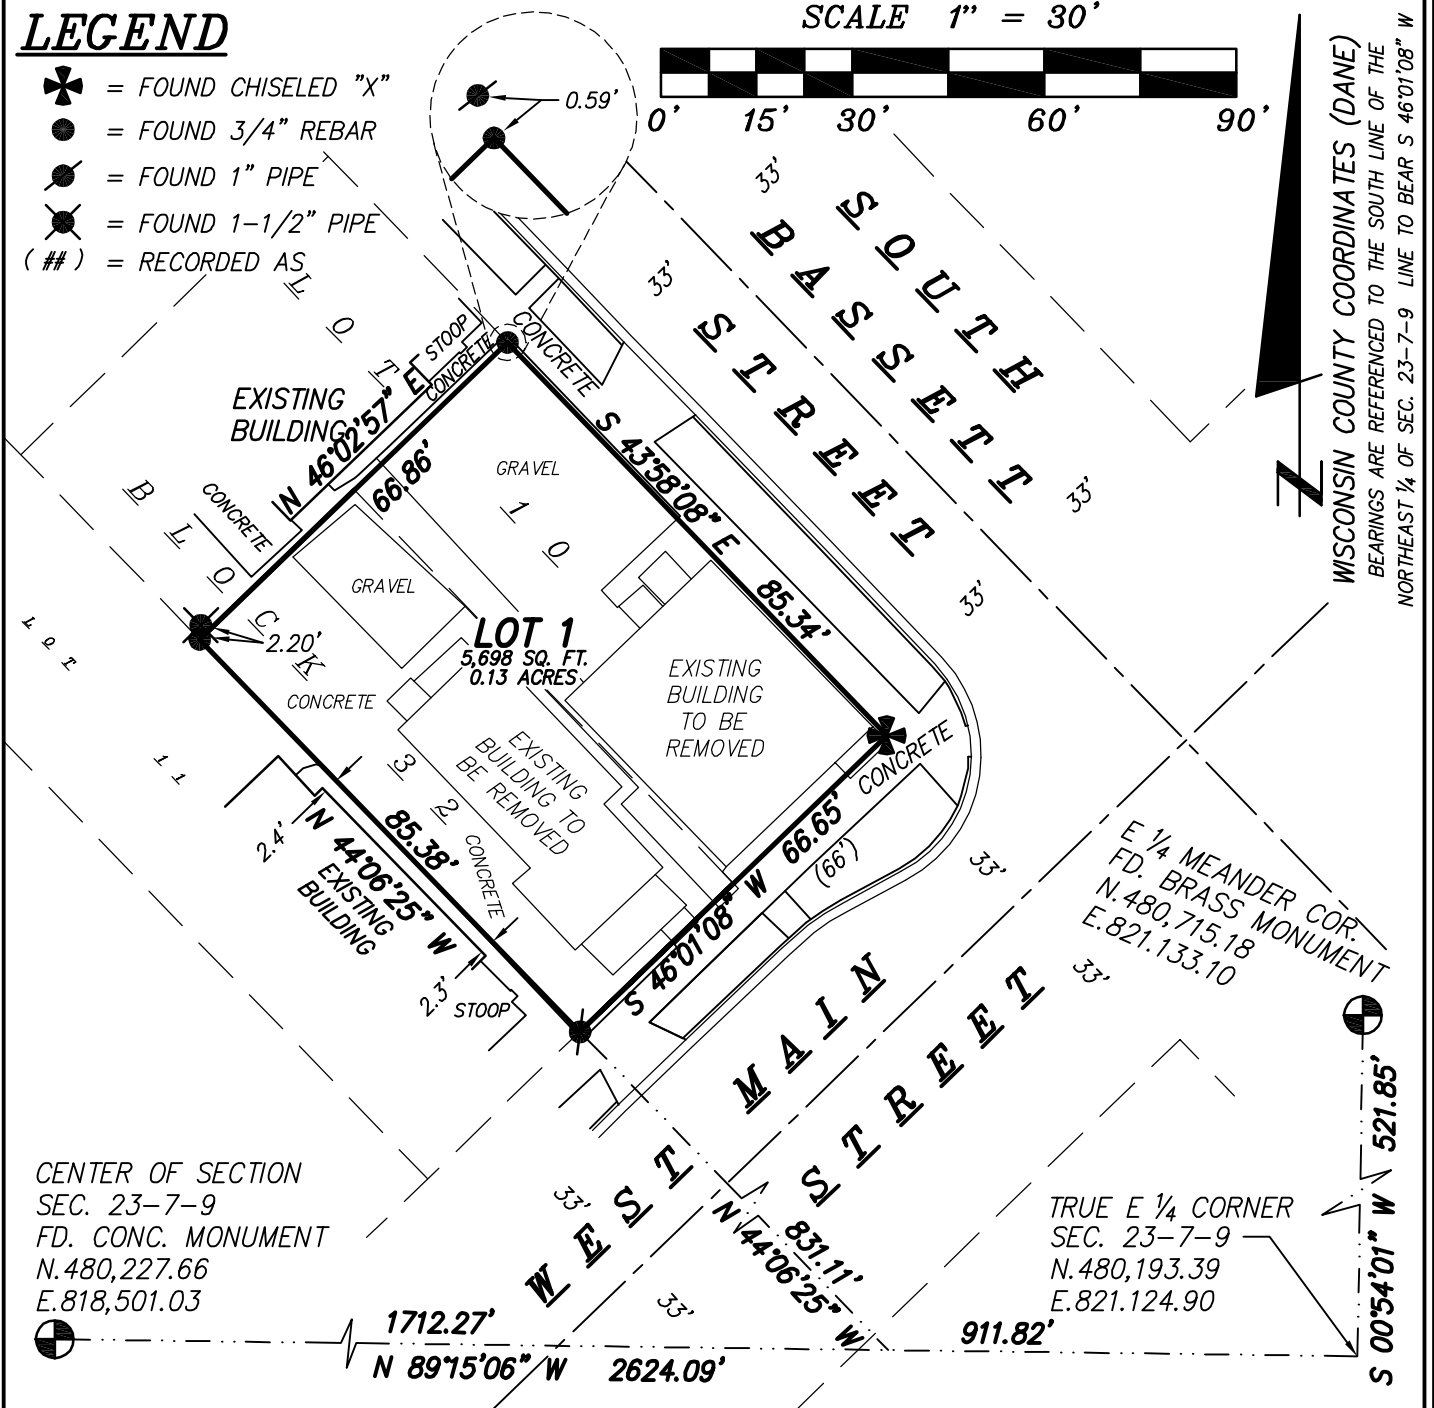 LEGEND
= FOUND CHISELED "X"
= FOUND 3/4" REBAR
= FOUND 1" PIPE
= FOUND 1-1/2" PIPE
( ## ) = RECORDED AS
SCALE 1" = 30'
0' 15' 30' 60' 90'
0.59'
WISCONSIN COUNTY COORDINATES (DANE)
BEARINGS ARE REFERENCED TO THE SOUTH LINE OF THE
NORTHEAST 1/4 OF SEC. 23-7-9 LINE TO BEAR S 46°01'08" W
N
SOUTH
BASSETT
STREET
33'
33'
33'
33'
LOT
10
BLOCK
32
LOT
11
STOOP
CONCRETE
CONCRETE
EXISTING
BUILDING
N 46°02'57" E
66.86'
CONCRETE
GRAVEL
GRAVEL
S 43°58'08" E
85.34'
2.20'
LOT 1
5,698 SQ. FT.
0.13 ACRES
CONCRETE
EXISTING
BUILDING
TO BE
REMOVED
EXISTING
BUILDING TO
BE REMOVED
CONCRETE
CONCRETE
2.4'
N 44°06'25" W
85.38'
EXISTING
BUILDING
2.3'
STOOP
S 46°01'08" W
66.65'
(66')
33'
33'
WEST MAIN
STREET
33'
33'
E 1/4 MEANDER COR.
FD. BRASS MONUMENT
N.480,715.18
E.821.133.10
521.85'
S 00°54'01" W
CENTER OF SECTION
SEC. 23-7-9
FD. CONC. MONUMENT
N.480,227.66
E.818,501.03
TRUE E 1/4 CORNER
SEC. 23-7-9
N.480,193.39
E.821.124.90
831.11'
N 44°06'25" W
1712.27'
911.82'
N 89°15'06" W 2624.09'